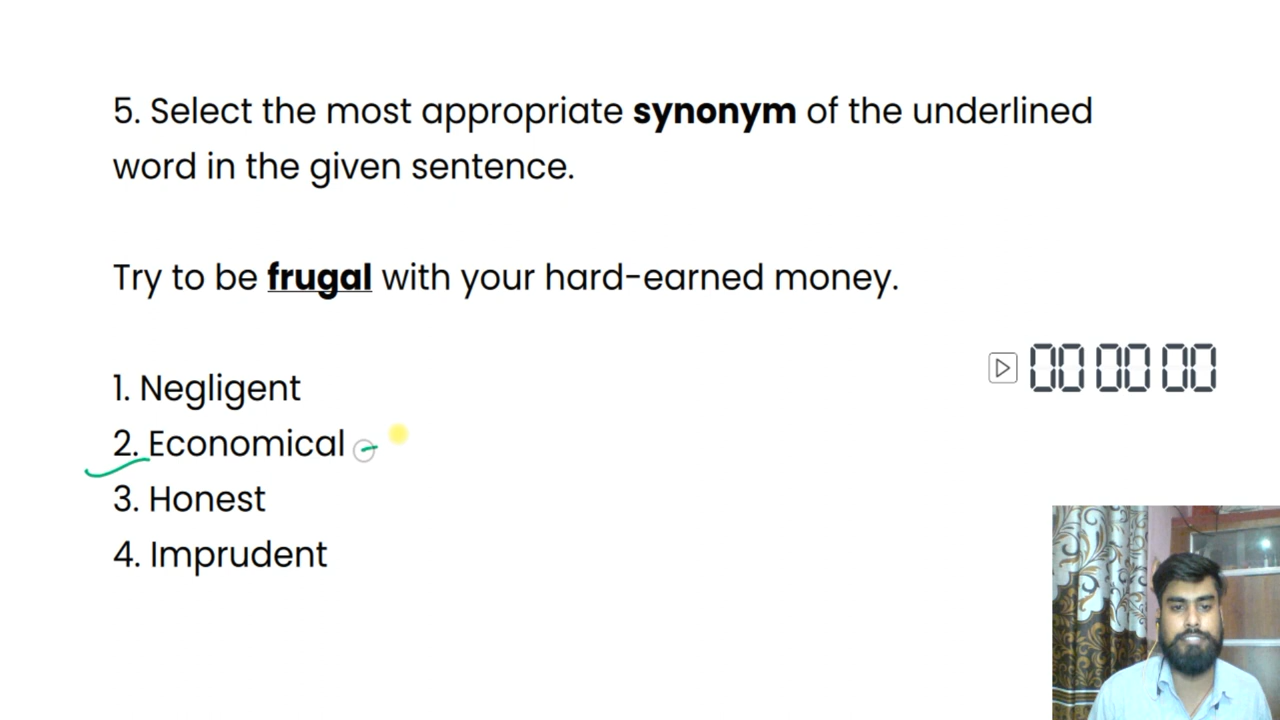 5. Select the most appropriate synonym of the underlined
word in the given sentence.
Try to be frugal with your hard-earned money.
1. Negligent
2. Economical
3. Honest
4. Imprudent
00 00 00